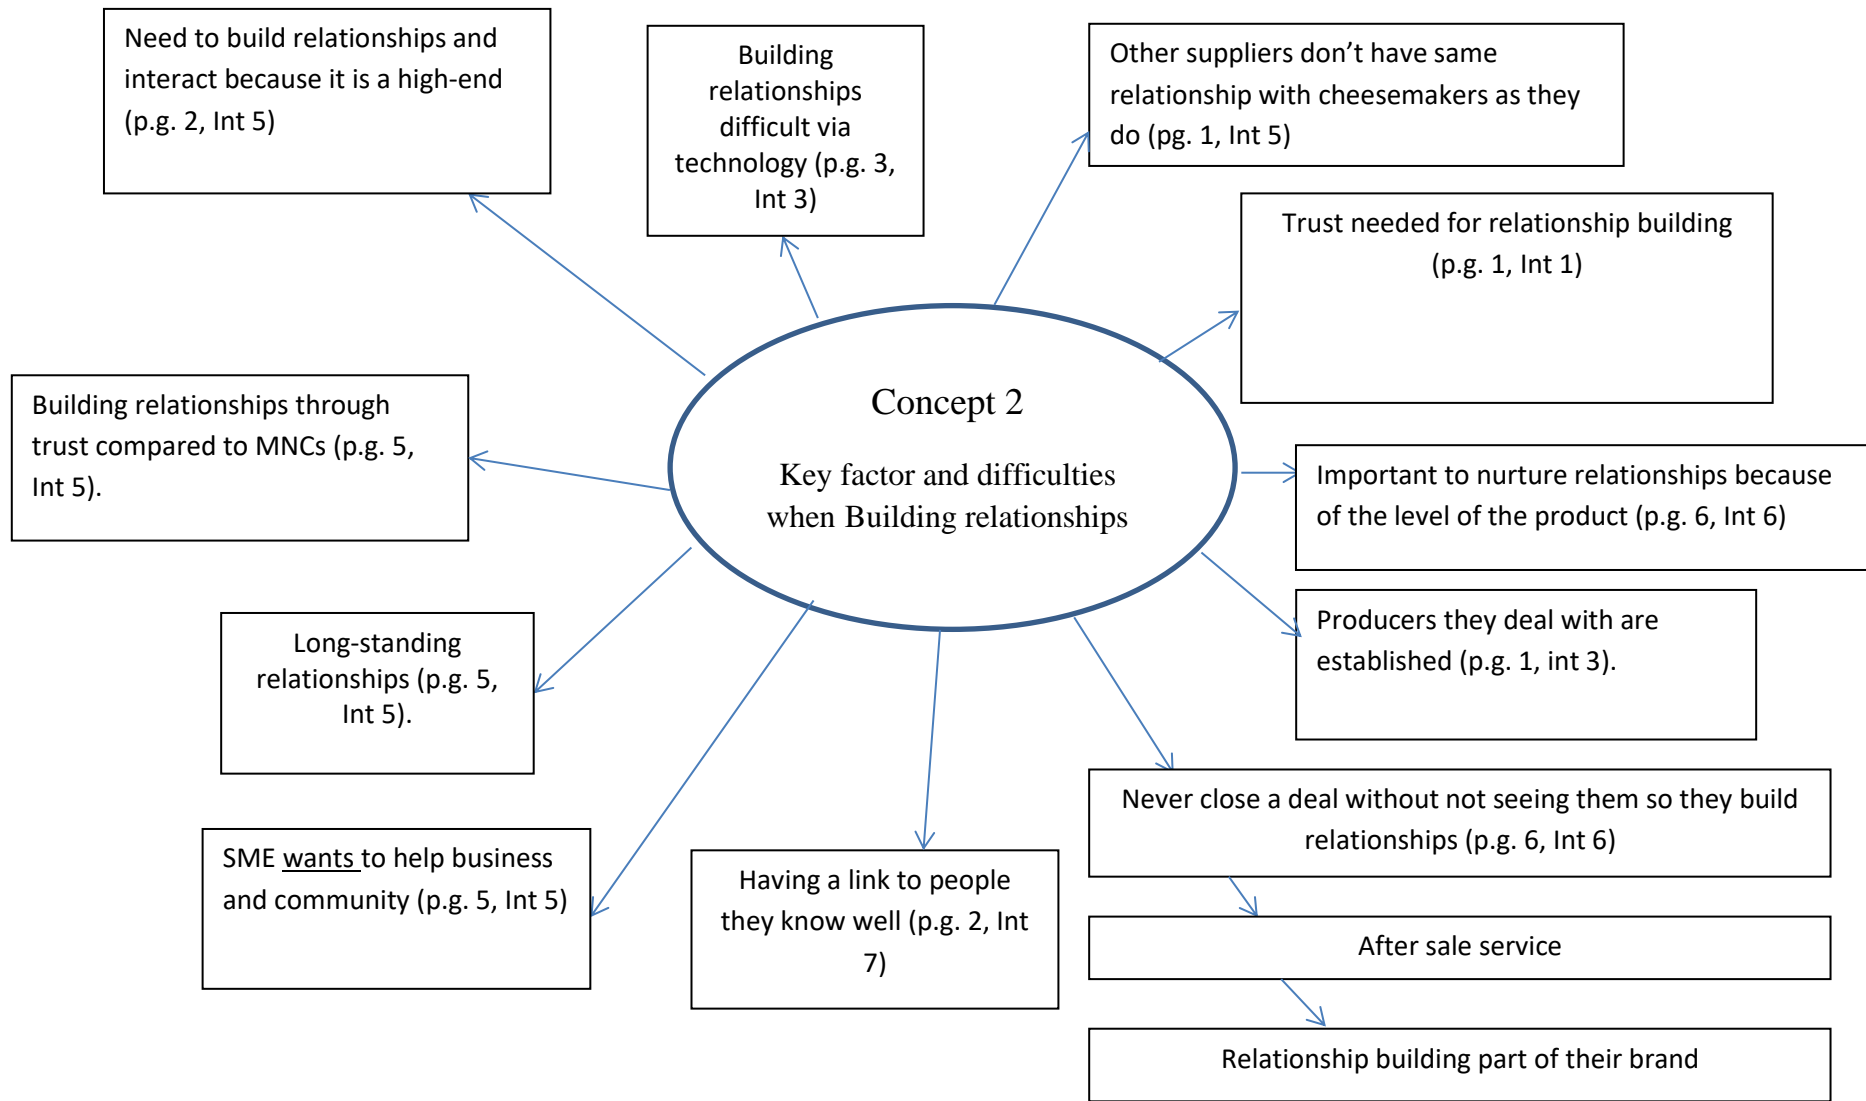 Need to build relationships and
interact because it is a high-end
(p.g. 2, Int 5)
Building
relationships
difficult via
technology (p.g. 3,
Int 3)
Other suppliers don’t have same
relationship with cheesemakers as they
do (pg. 1, Int 5)
Trust needed for relationship building
(p.g. 1, Int 1)
Concept 2
Key factor and difficulties
when Building relationships
Building relationships through
trust compared to MNCs (p.g. 5,
Int 5).
Important to nurture relationships because
of the level of the product (p.g. 6, Int 6)
Long-standing
relationships (p.g. 5,
Int 5).
Producers they deal with are
established (p.g. 1, int 3).
SME wants to help business
and community (p.g. 5, Int 5)
Having a link to people
they know well (p.g. 2, Int
7)
Never close a deal without not seeing them so they build
relationships (p.g. 6, Int 6)
After sale service
Relationship building part of their brand